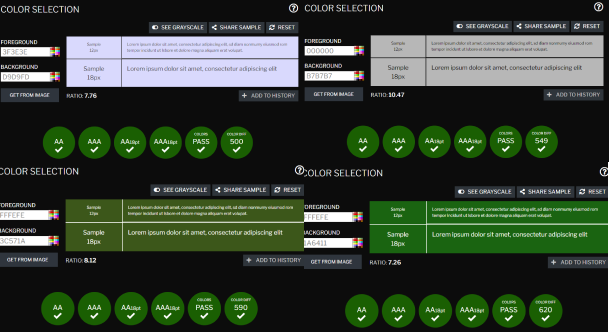 COLOR SELECTION
SEE GRAYSCALE SHARE SAMPLE RESET
FOREGROUND
3F3E3E
BACKGROUND
D9D9FD
GET FROM IMAGE
Sample
12px
Lorem ipsum dolor sit amet, consectetur adipiscing elit, sed diam nonummy eiusmod tem
tempor incididunt ut labore et dolore magna aliquam erat volutpat.
Sample
18px
Lorem ipsum dolor sit amet, consectetur adipiscing elit
RATIO: 7.76
+ ADD TO HISTORY
AA
AAA
AA18pt
AAA18pt
COLORS
PASS
COLOR DIFF
500
COLOR SELECTION
SEE GRAYSCALE SHARE SAMPLE RESET
FOREGROUND
000000
BACKGROUND
B7B7B7
GET FROM IMAGE
Sample
12px
Lorem ipsum dolor sit amet, consectetur adipiscing elit, sed diam nonummy eiusmod tem
tempor incididunt ut labore et dolore magna aliquam erat volutpat.
Sample
18px
Lorem ipsum dolor sit amet, consectetur adipiscing elit
RATIO: 10.47
+ ADD TO HISTORY
AA
AAA
AA18pt
AAA18pt
COLORS
PASS
COLOR DIFF
549
COLOR SELECTION
SEE GRAYSCALE SHARE SAMPLE RESET
FOREGROUND
FFFEFE
BACKGROUND
3C571A
GET FROM IMAGE
Sample
12px
Lorem ipsum dolor sit amet, consectetur adipiscing elit, sed diam nonummy eiusmod tem
tempor incididunt ut labore et dolore magna aliquam erat volutpat.
Sample
18px
Lorem ipsum dolor sit amet, consectetur adipiscing elit
RATIO: 8.12
+ ADD TO HISTORY
AA
AAA
AA18pt
AAA18pt
COLORS
PASS
COLOR DIFF
590
COLOR SELECTION
SEE GRAYSCALE SHARE SAMPLE RESET
FOREGROUND
FFFEFE
BACKGROUND
1A6411
GET FROM IMAGE
Sample
12px
Lorem ipsum dolor sit amet, consectetur adipiscing elit, sed diam nonummy eiusmod tem
tempor incididunt ut labore et dolore magna aliquam erat volutpat.
Sample
18px
Lorem ipsum dolor sit amet, consectetur adipiscing elit
RATIO: 7.26
+ ADD TO HISTORY
AA
AAA
AA18pt
AAA18pt
COLORS
PASS
COLOR DIFF
620